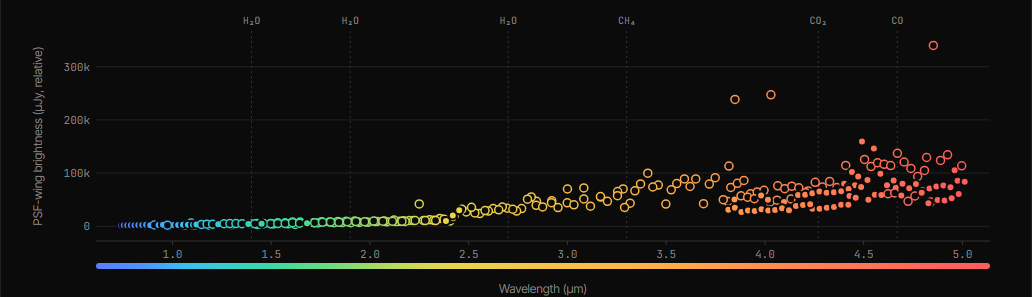 H₂O H₂O H₂O CH₄ CO₂ CO
PSF-wing brightness (µJy, relative)
300k
200k
100k
0
1.0 1.5 2.0 2.5 3.0 3.5 4.0 4.5 5.0
Wavelength (µm)